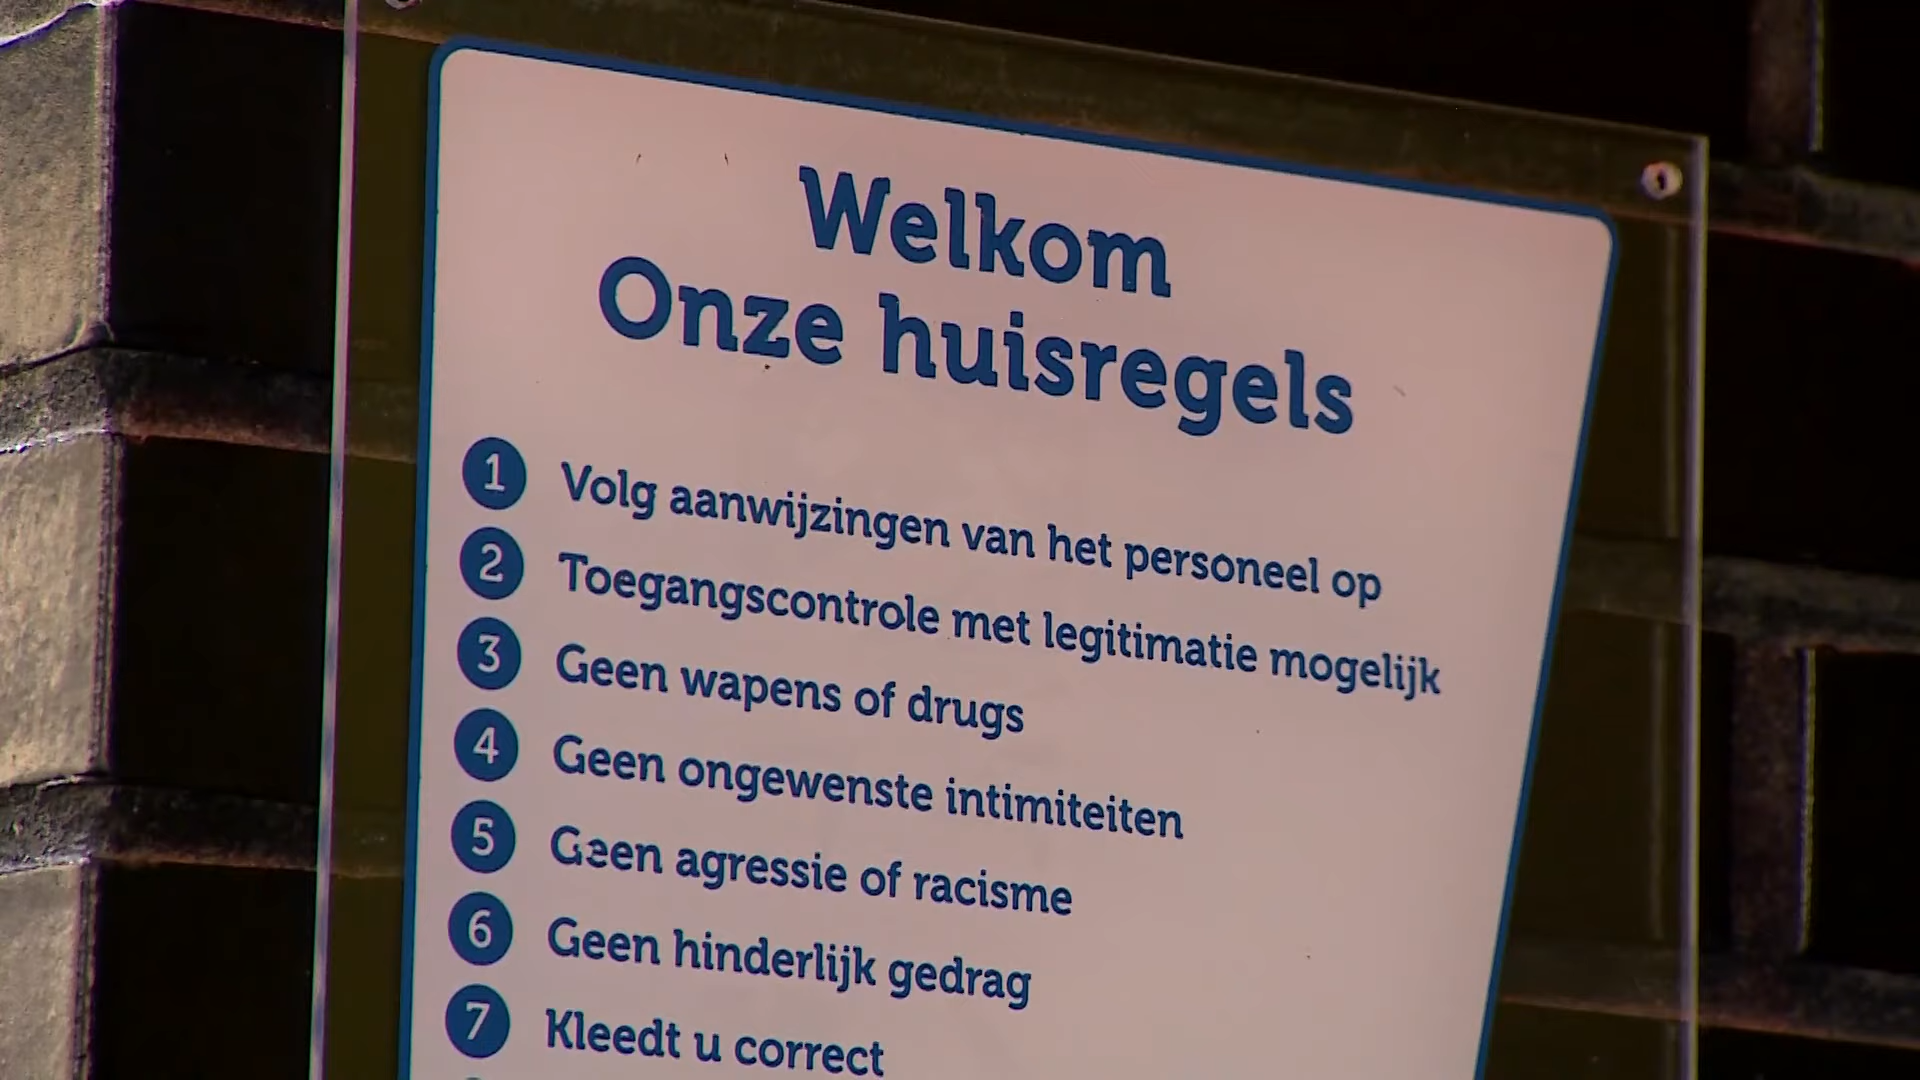 Welkom
Onze huisregels
1 Volg aanwijzingen van het personeel op
2 Toegangscontrole met legitimatie mogelijk
3 Geen wapens of drugs
4 Geen ongewenste intimiteiten
5 Geen agressie of racisme
6 Geen hinderlijk gedrag
7 Kleedt u correct